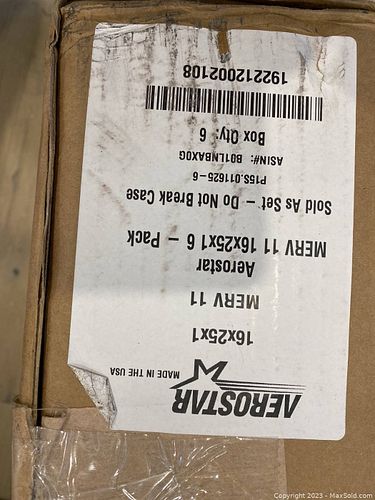 AEROSTAR
MADE IN THE USA
16x25x1
MERV 11
Aerostar
MERV 11 16x25x1 6 – Pack
Sold As Set – Do Not Break Case
P15S.011625-6
ASIN#: B01LNBAX0G
Box Qty: 6
192212002108
Copyright 2023 - MaxSold.com